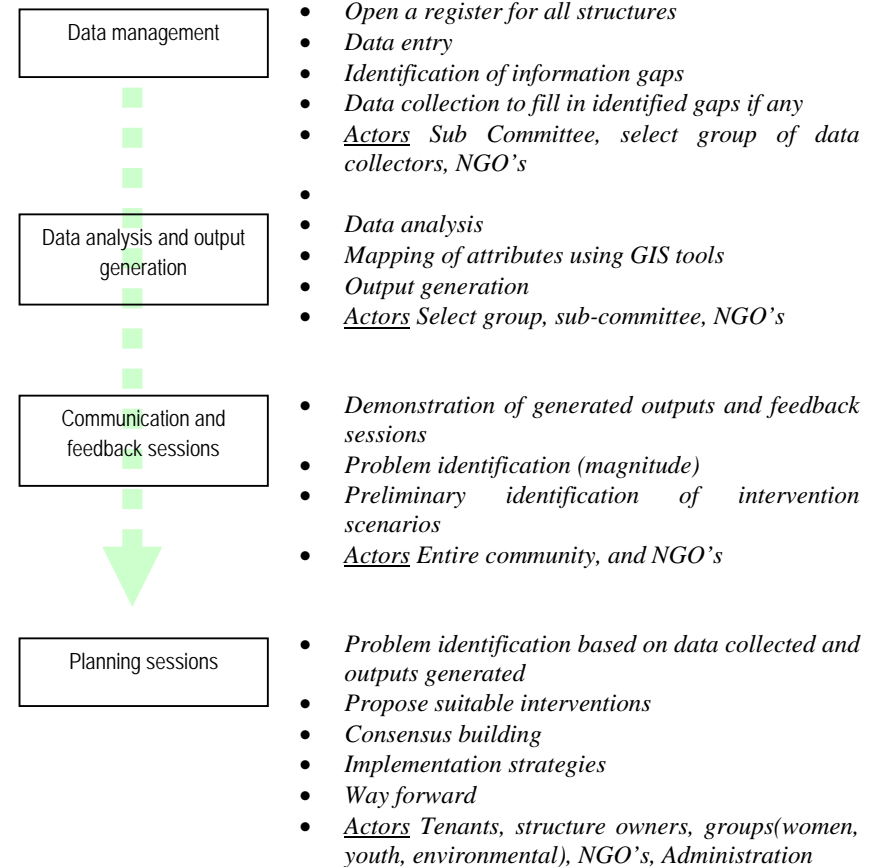 Data management
• Open a register for all structures
• Data entry
• Identification of information gaps
• Data collection to fill in identified gaps if any
• Actors Sub Committee, select group of data
collectors, NGO's
•
Data analysis and output
generation
• Data analysis
• Mapping of attributes using GIS tools
• Output generation
• Actors Select group, sub-committee, NGO's
Communication and
feedback sessions
• Demonstration of generated outputs and feedback
sessions
• Problem identification (magnitude)
• Preliminary identification of intervention
scenarios
• Actors Entire community, and NGO's
Planning sessions
• Problem identification based on data collected and
outputs generated
• Propose suitable interventions
• Consensus building
• Implementation strategies
• Way forward
• Actors Tenants, structure owners, groups(women,
youth, environmental), NGO's, Administration